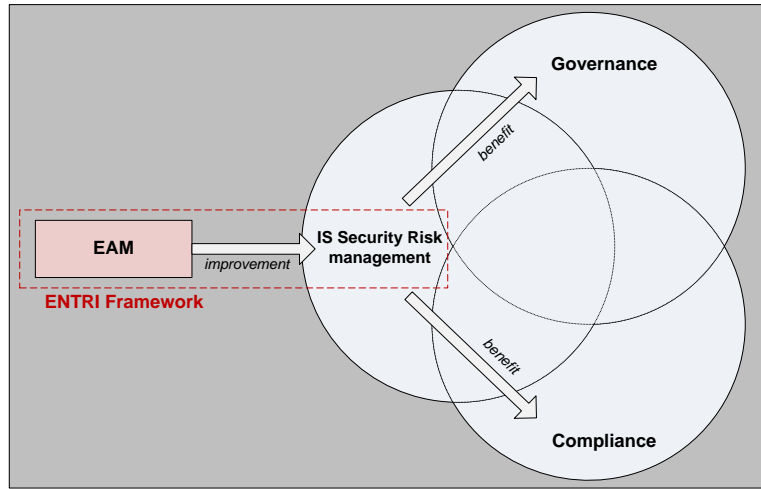 Governance
benefit
EAM
improvement
IS Security Risk
management
ENTRI Framework
benefit
Compliance